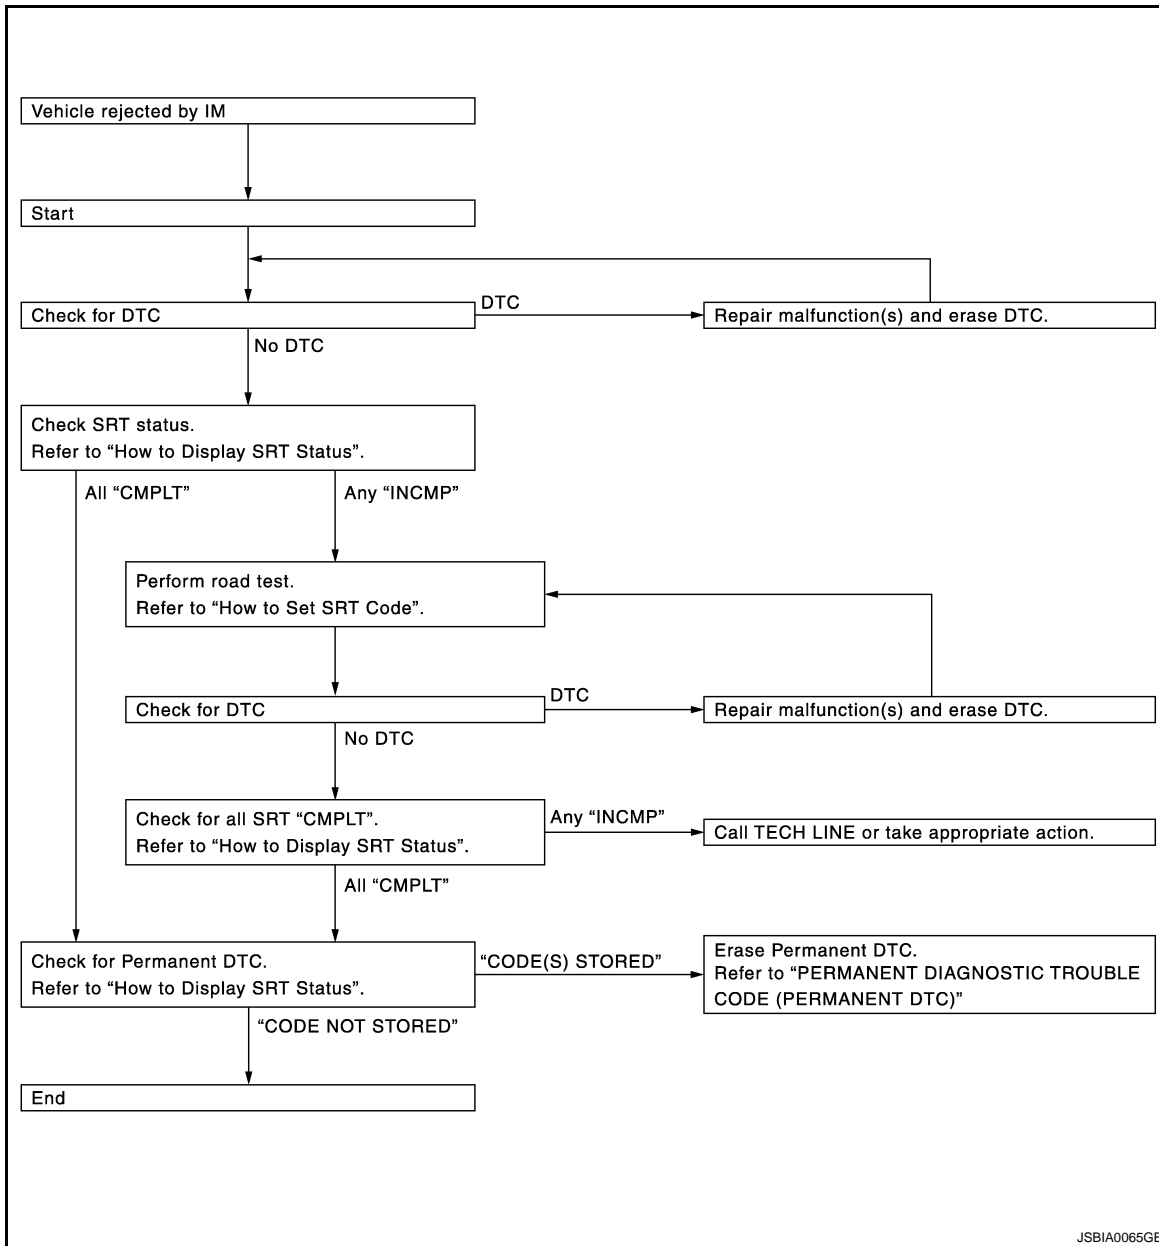 Vehicle rejected by IM
Start
Check for DTC
DTC
Repair malfunction(s) and erase DTC.
No DTC
Check SRT status.
Refer to “How to Display SRT Status”.
All “CMPLT”
Any “INCMP”
Perform road test.
Refer to “How to Set SRT Code”.
Check for DTC
DTC
Repair malfunction(s) and erase DTC.
No DTC
Check for all SRT “CMPLT”.
Refer to “How to Display SRT Status”.
Any “INCMP”
Call TECH LINE or take appropriate action.
All “CMPLT”
Check for Permanent DTC.
Refer to “How to Display SRT Status”.
“CODE(S) STORED”
Erase Permanent DTC.
Refer to “PERMANENT DIAGNOSTIC TROUBLE
CODE (PERMANENT DTC)”
“CODE NOT STORED”
End
JSBIA0065GB